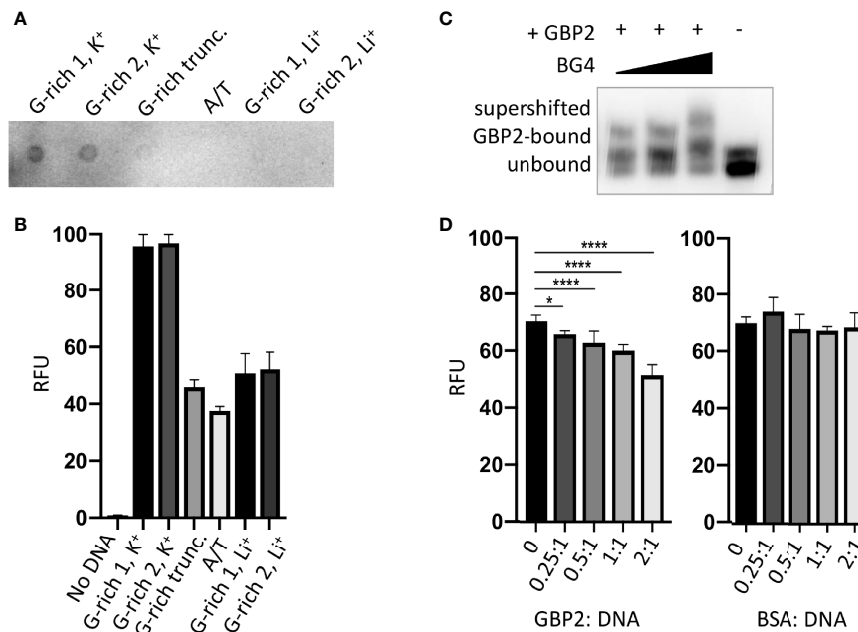 A
G-rich 1, K⁺
G-rich 2, K⁺
G-rich trunc.
A/T
G-rich 1, Li⁺
G-rich 2, Li⁺
B
100
80
60
40
20
0
RFU
No DNA
G-rich 1, K⁺
G-rich 2, K⁺
G-rich trunc.
A/T
G-rich 1, Li⁺
G-rich 2, Li⁺
C
+ GBP2 + + + -
BG4
supershifted
GBP2-bound
unbound
D
100
80
60
40
20
0
RFU
****
****
****
*
0
0.25:1
0.5:1
1:1
2:1
GBP2: DNA
100
80
60
40
20
0
0
0.25:1
0.5:1
1:1
2:1
BSA: DNA